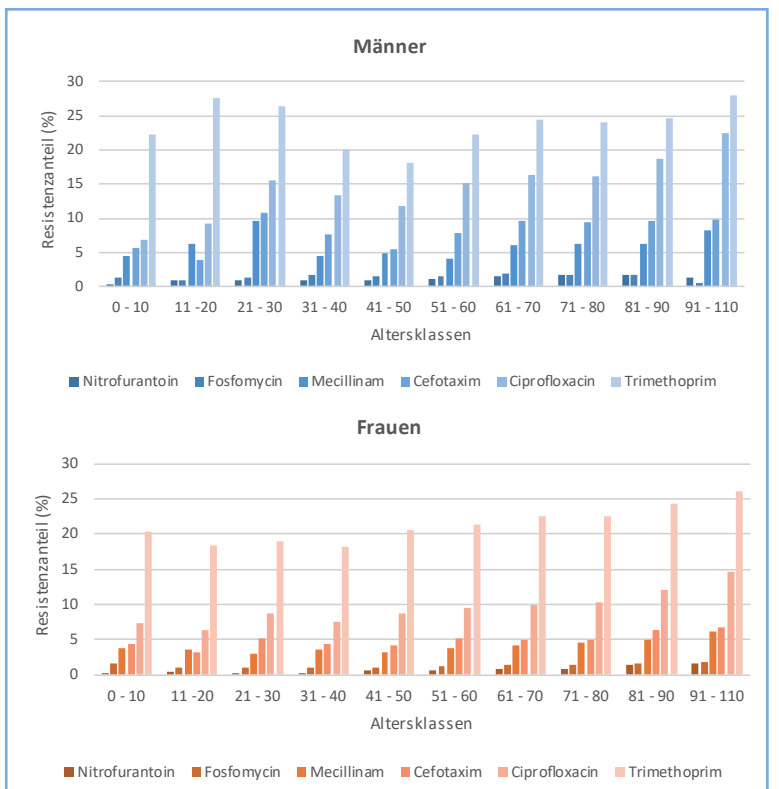 Männer
Resistenzanteil (%)
30
25
20
15
10
5
0
0 - 10 11 -20 21 - 30 31 - 40 41 - 50 51 - 60 61 - 70 71 - 80 81 - 90 91 - 110
Altersklassen
Nitrofurantoin Fosfomycin Mecillinam Cefotaxim Ciprofloxacin Trimethoprim
Frauen
Resistenzanteil (%)
30
25
20
15
10
5
0
0 - 10 11 -20 21 - 30 31 - 40 41 - 50 51 - 60 61 - 70 71 - 80 81 - 90 91 - 110
Altersklassen
Nitrofurantoin Fosfomycin Mecillinam Cefotaxim Ciprofloxacin Trimethoprim